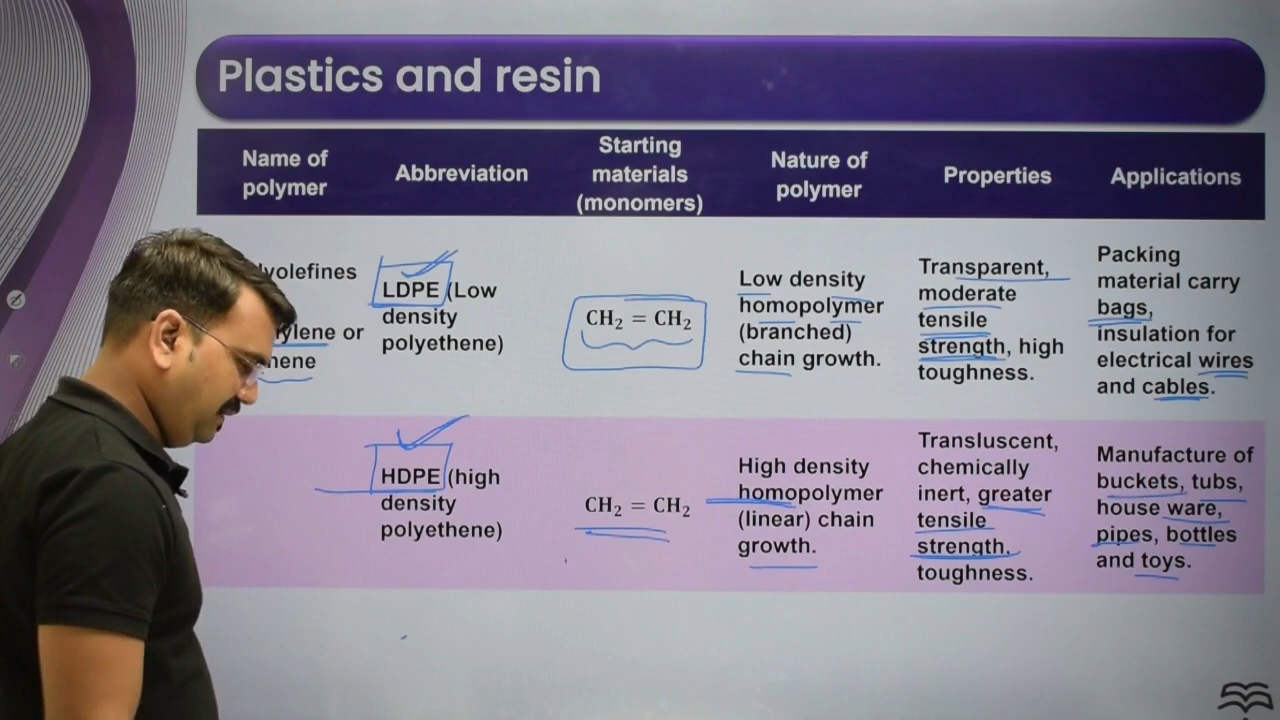 Plastics and resin
Name of
polymer
Abbreviation
Starting
materials
(monomers)
Nature of
polymer
Properties
Applications
LDPE (Low
density
polyethene)
CH₂ = CH₂
Low density
homopolymer
(branched)
chain growth.
Transparent,
moderate
tensile
strength, high
toughness.
Packing
material carry
bags,
insulation for
electrical wires
and cables.
or
HDPE (high
density
polyethene)
CH₂ = CH₂
High density
homopolymer
(linear) chain
growth.
Transluscent,
chemically
inert, greater
tensile
strength.
toughness.
Manufacture of
buckets, tubs,
house ware,
pipes, bottles
and toys.